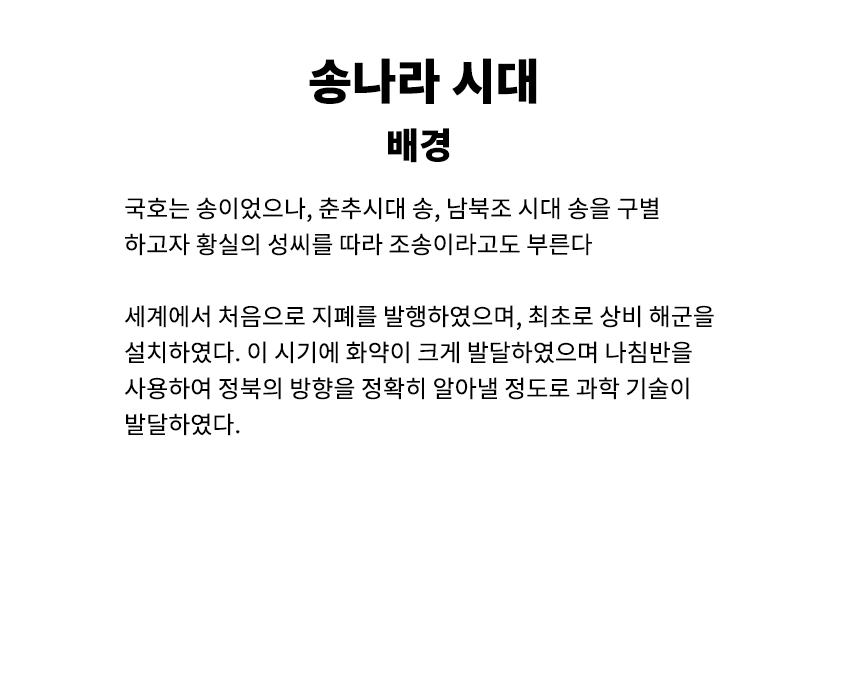 송나라 시대
배경
국호는 송이었으나, 춘추시대 송, 남북조 시대 송을 구별
하고자 황실의 성씨를 따라 조송이라고도 부른다
세계에서 처음으로 지폐를 발행하였으며, 최초로 상비 해군을
설치하였다. 이 시기에 화약이 크게 발달하였으며 나침반을
사용하여 정북의 방향을 정확히 알아낼 정도로 과학 기술이
발달하였다.